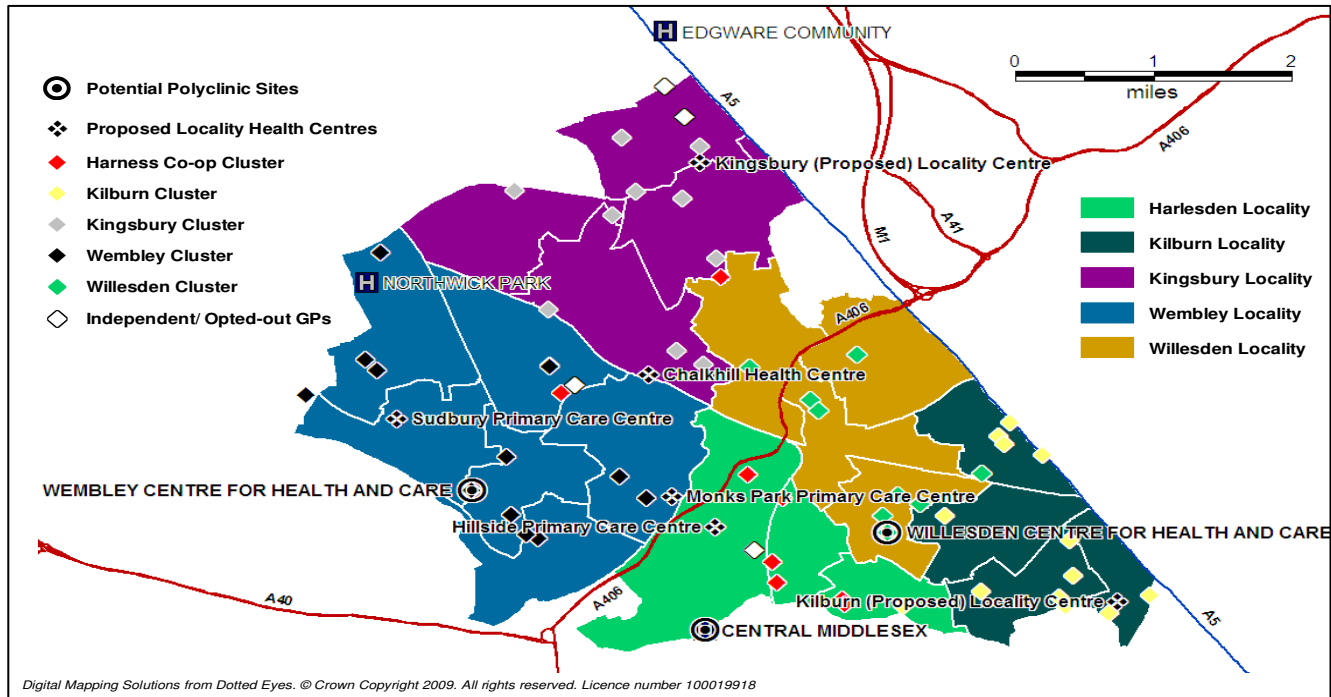 H EDGWARE COMMUNITY
0 1 2
miles
Potential Polyclinic Sites
Proposed Locality Health Centres
Harness Co-op Cluster
Kilburn Cluster
Kingsbury Cluster
Wembley Cluster
Willesden Cluster
Independent/ Opted-out GPs
A5
A406
Kingsbury (Proposed) Locality Centre
A41
M1
Harlesden Locality
Kilburn Locality
Kingsbury Locality
Wembley Locality
Willesden Locality
H NORTHWICK PARK
A406
Chalkhill Health Centre
Sudbury Primary Care Centre
WEMBLEY CENTRE FOR HEALTH AND CARE
Monks Park Primary Care Centre
Hillside Primary Care Centre
WILLESDEN CENTRE FOR HEALTH AND CARE
A40
A406
Kilburn (Proposed) Locality Centre
A5
CENTRAL MIDDLESEX
Digital Mapping Solutions from Dotted Eyes. © Crown Copyright 2009. All rights reserved. Licence number 100019918